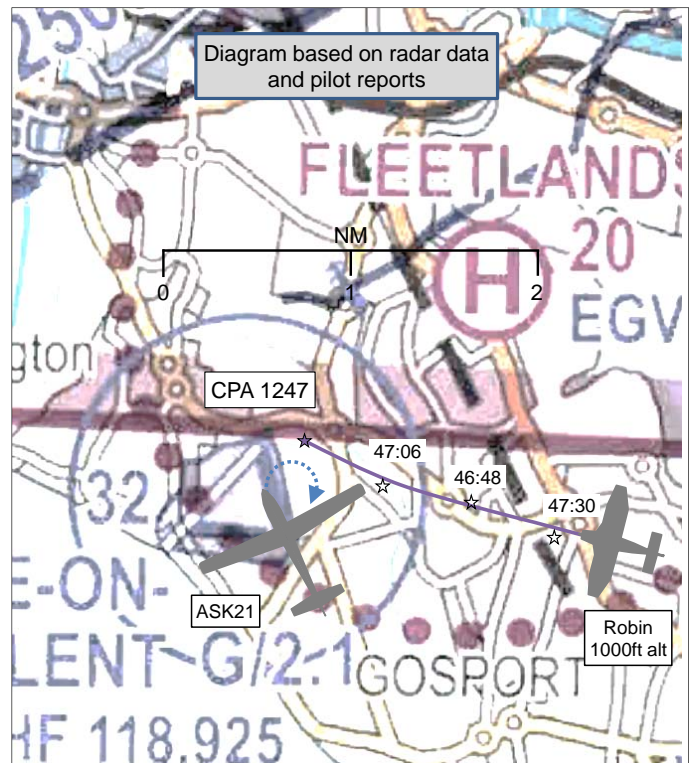 Diagram based on radar data
and pilot reports
FLEETLANDS
NM
20
0
1
2
H
EGV
gton
CPA 1247
47:06
46:48
32
47:30
E-ON-
ASK21
Robin
1000ft alt
LENT G/2·1
GOSPORT
HF 118.925